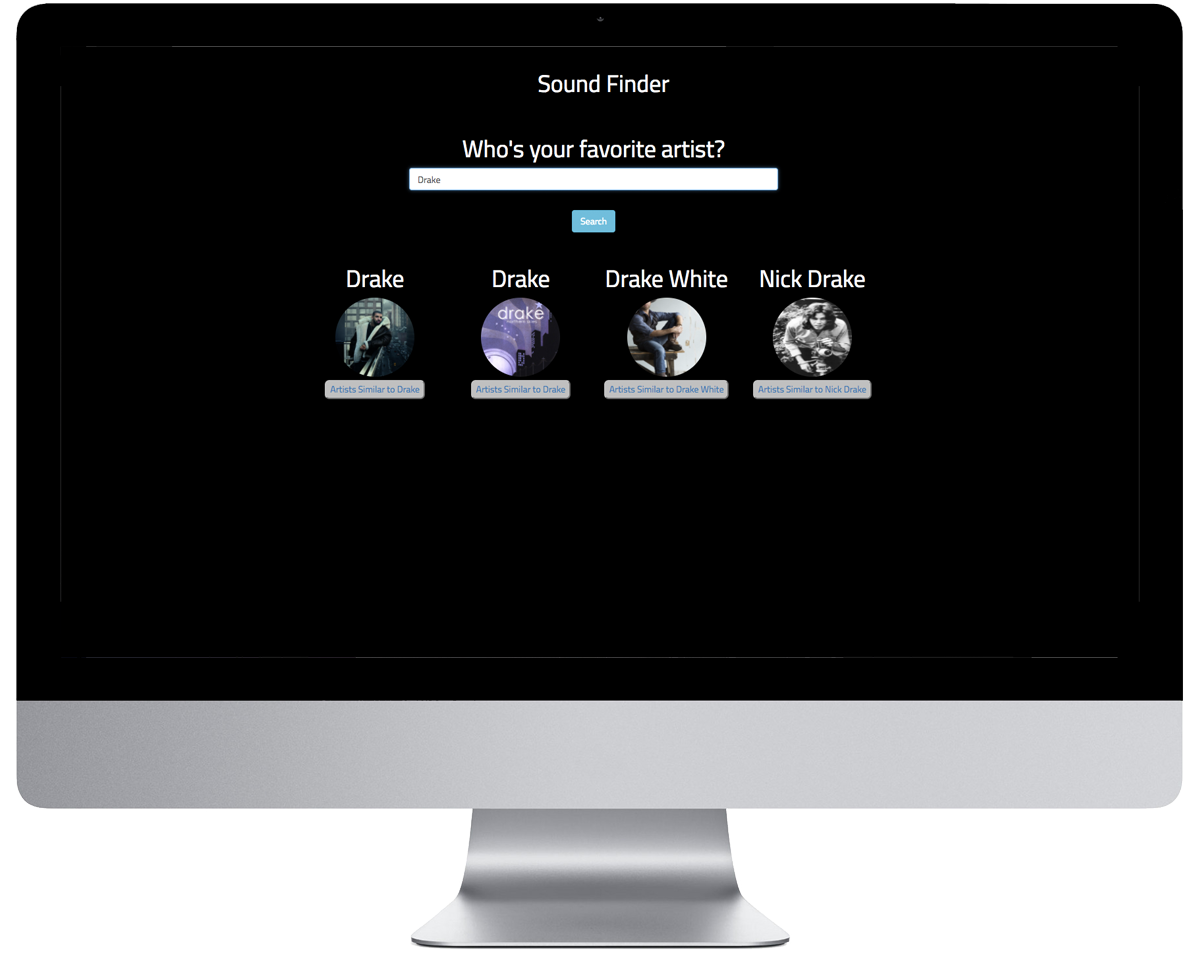 Sound Finder
Who's your favorite artist?
Drake
Search
Drake Drake Drake White Nick Drake
drake
Artists Similar to Drake Artists Similar to Drake Artists Similar to Drake White Artists Similar to Nick Drake